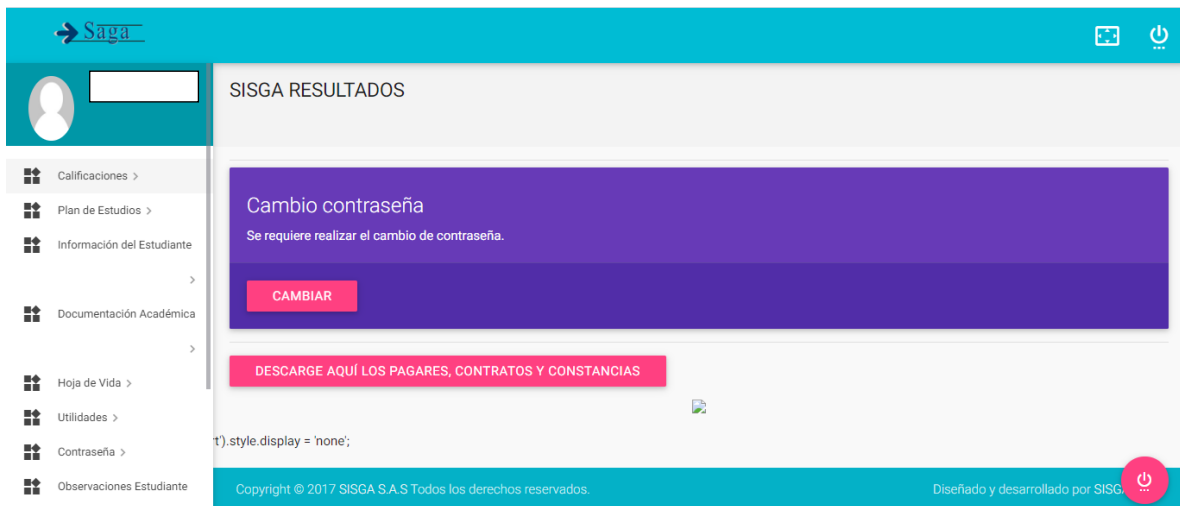 Saga
SISGA RESULTADOS
Calificaciones >
Plan de Estudios >
Información del Estudiante
>
Documentación Académica
>
Hoja de Vida >
Utilidades >
Contraseña >
Observaciones Estudiante
Cambio contraseña
Se requiere realizar el cambio de contraseña.
CAMBIAR
DESCARGE AQUÍ LOS PAGARES, CONTRATOS Y CONSTANCIAS
t').style.display = 'none';
Copyright © 2017 SISGA S.A.S Todos los derechos reservados.
Diseñado y desarrollado por SISG